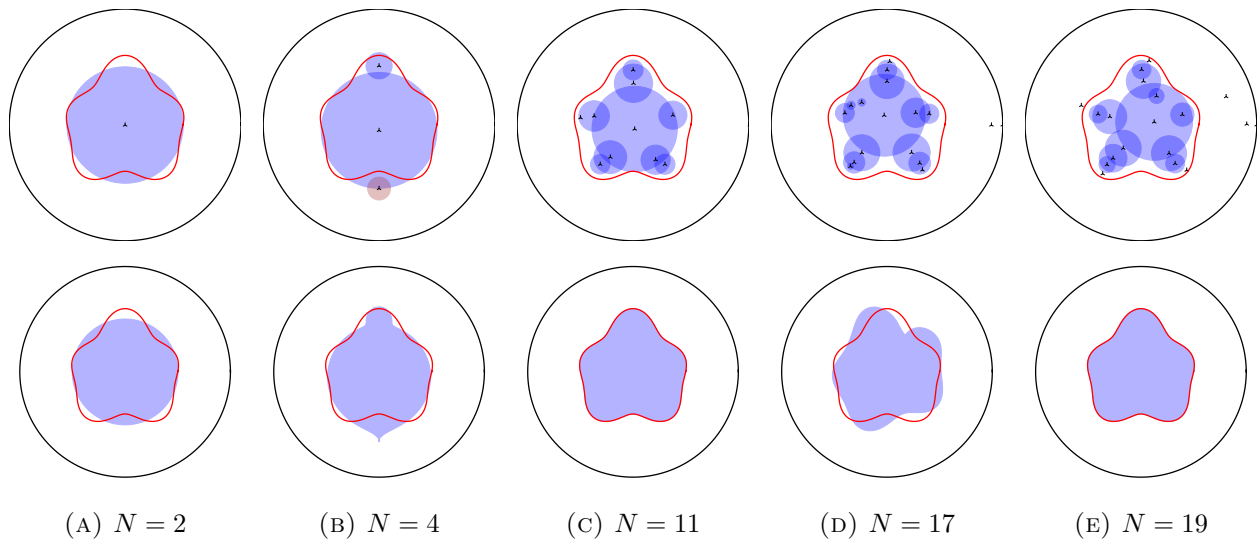 (A) N = 2 (B) N = 4 (C) N = 11 (D) N = 17 (E) N = 19